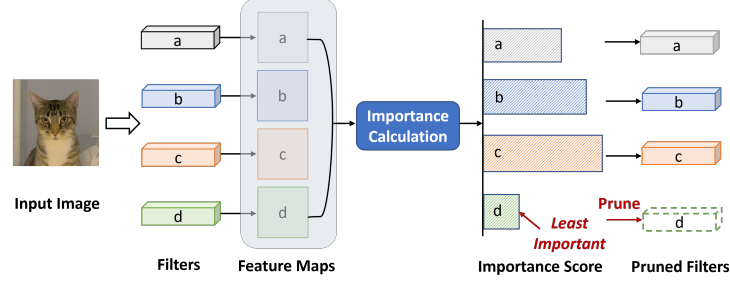 a
a
a
a
b
b
b
b
Importance
Calculation
c
c
c
c
d
d
d
d
Prune
Least
Important
Input Image
Filters
Feature Maps
Importance Score
Pruned Filters